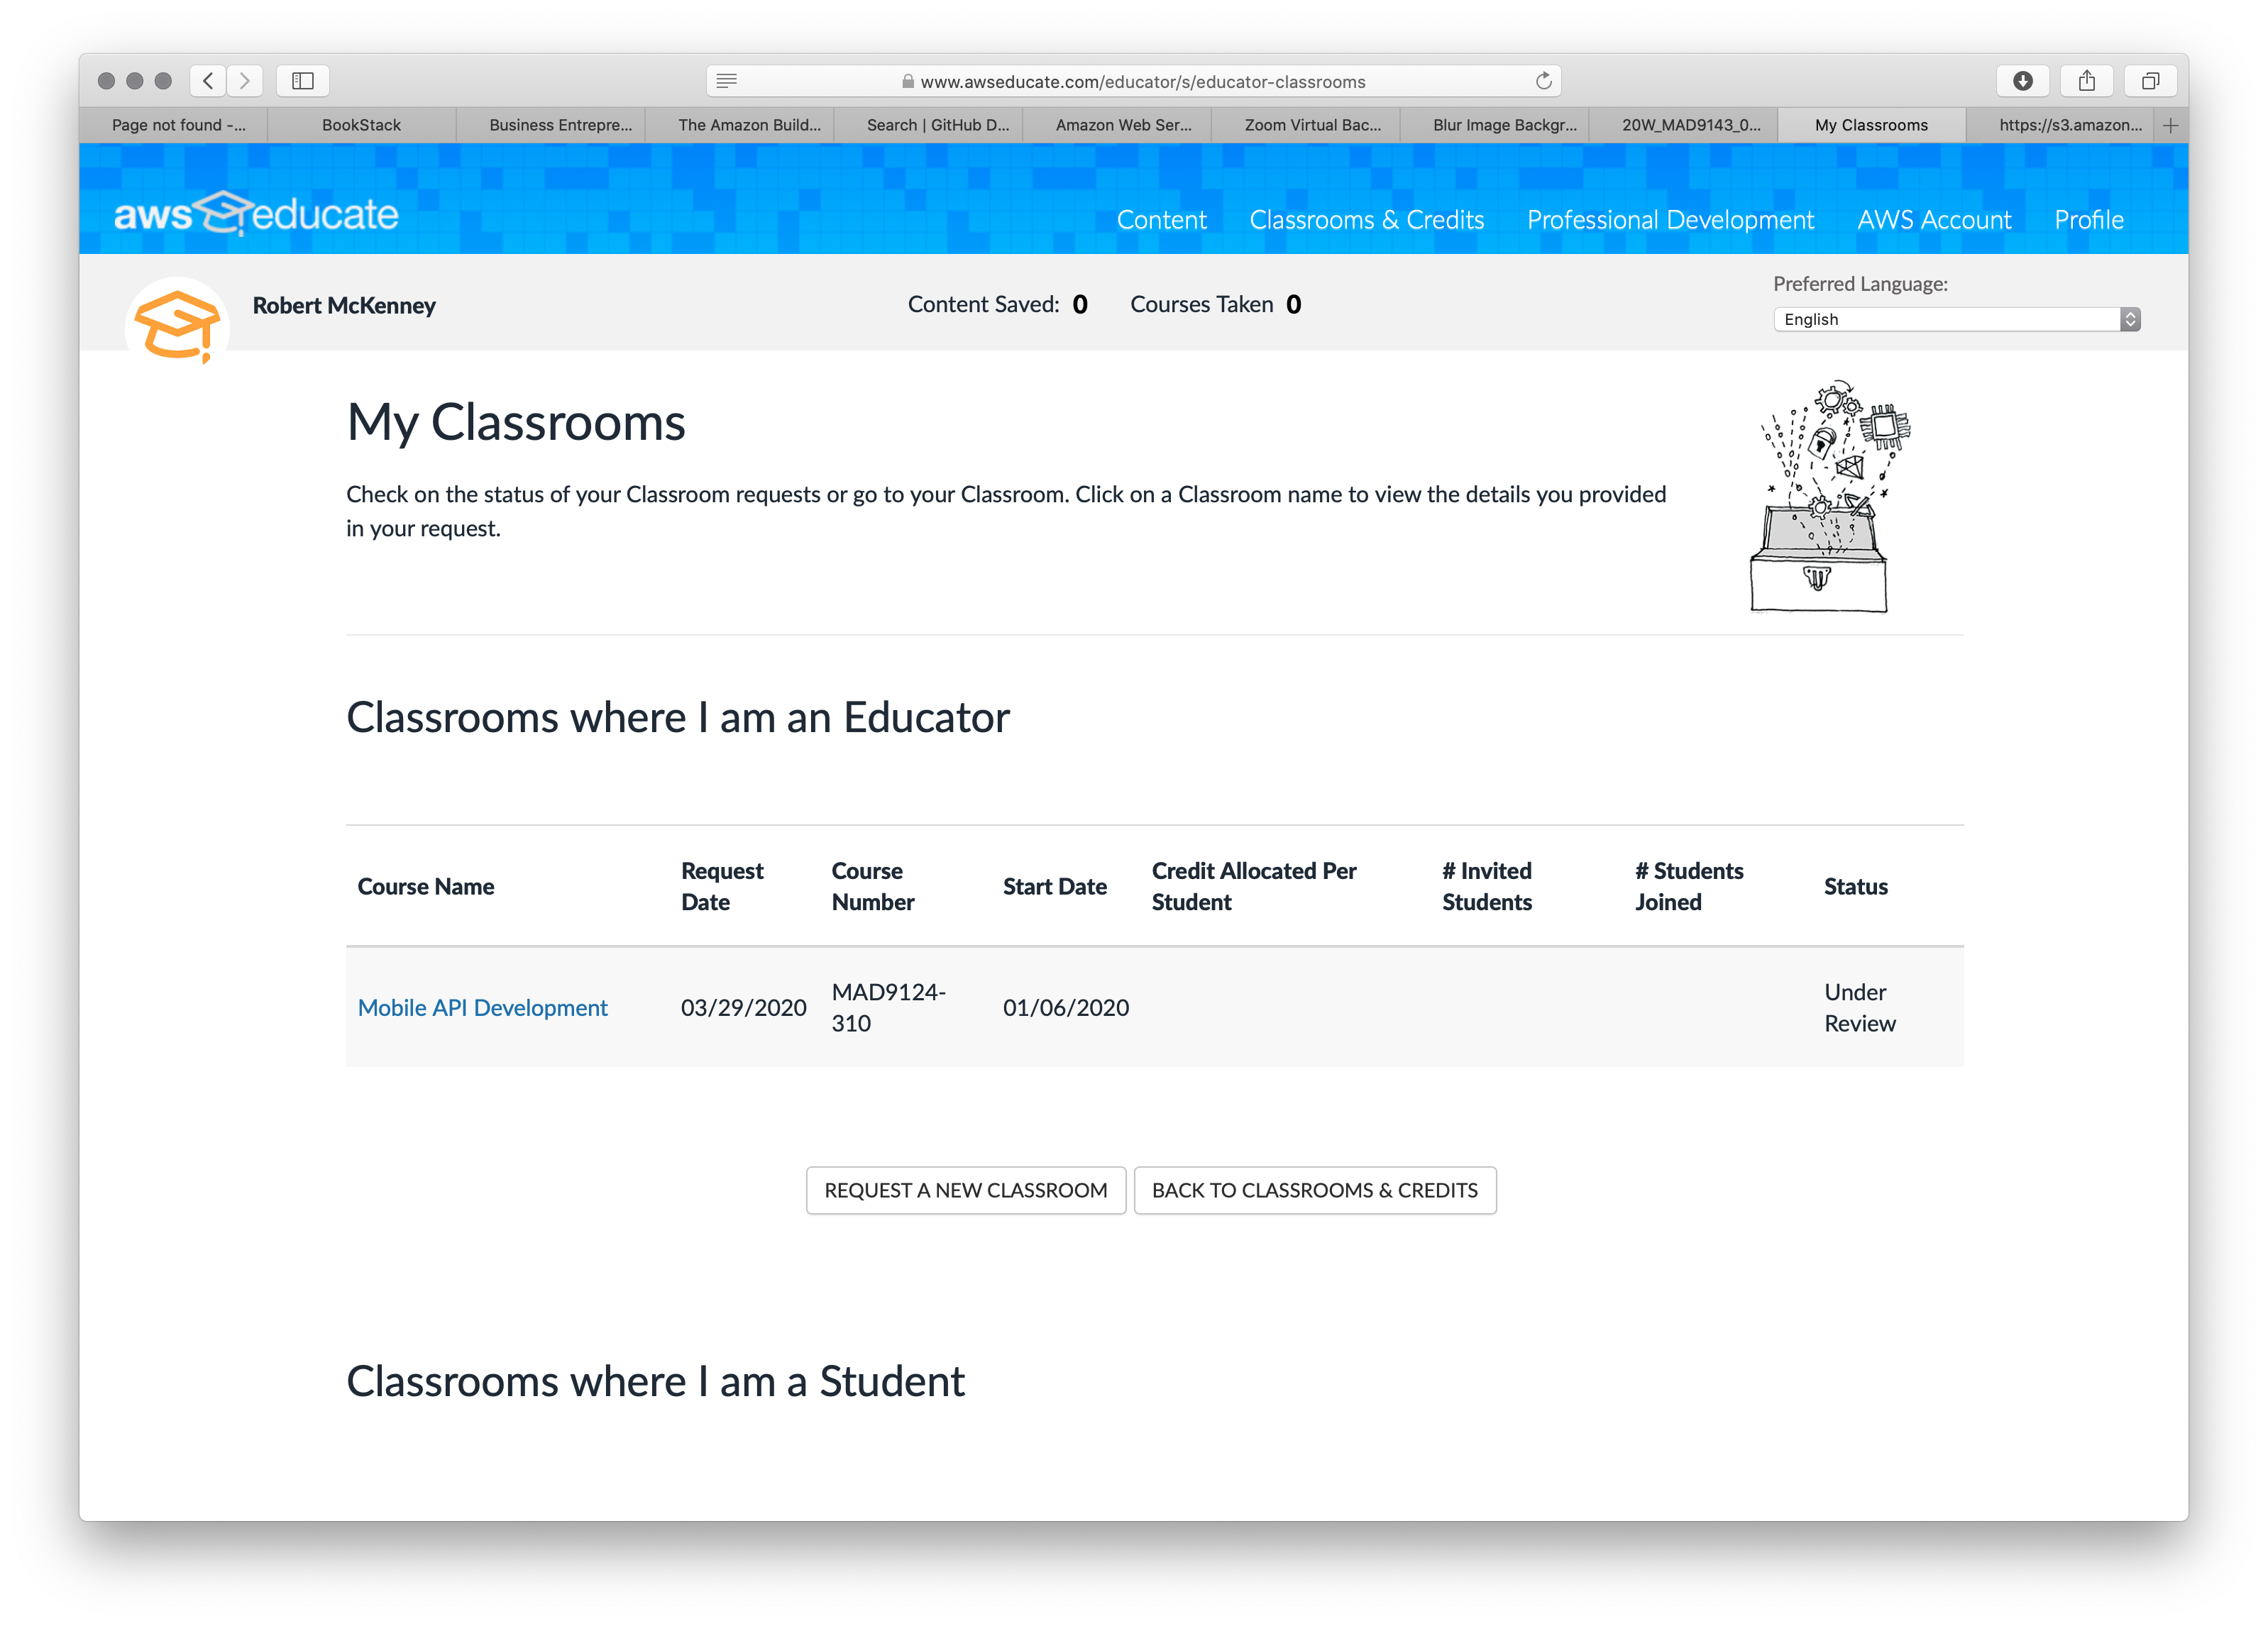 www.awseducate.com/educator/s/educator-classrooms
Page not found -... BookStack Business Entrepre... The Amazon Build... Search | GitHub D... Amazon Web Ser... Zoom Virtual Bac... Blur Image Backgr... 20W_MAD9143_0... My Classrooms https://s3.amazon...
aws educate
Content Classrooms & Credits Professional Development AWS Account Profile
Robert McKenney
Content Saved: 0 Courses Taken 0
Preferred Language:
English
My Classrooms
Check on the status of your Classroom requests or go to your Classroom. Click on a Classroom name to view the details you provided
in your request.
Classrooms where I am an Educator
Course Name
Request
Date
Course
Number
Start Date
Credit Allocated Per
Student
# Invited
Students
# Students
Joined
Status
Mobile API Development
03/29/2020
MAD9124-
310
01/06/2020
Under
Review
REQUEST A NEW CLASSROOM BACK TO CLASSROOMS & CREDITS
Classrooms where I am a Student